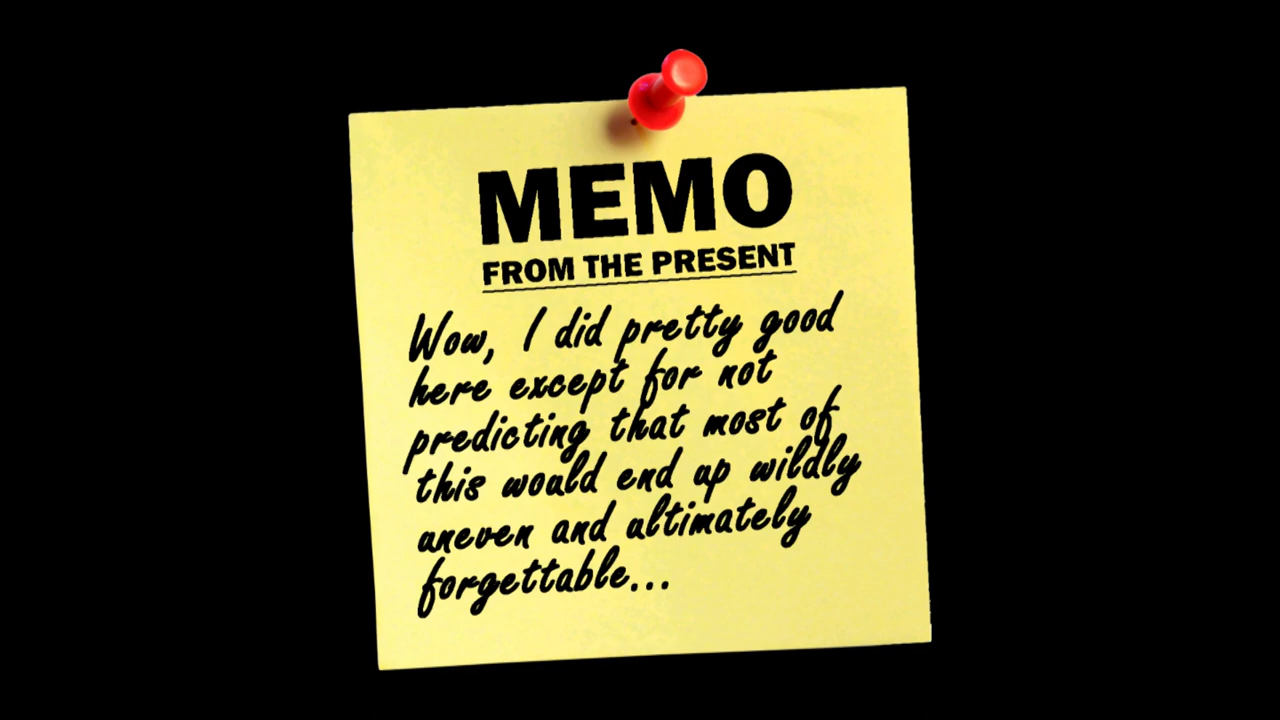 MEMO
FROM THE PRESENT
Wow, I did pretty good
here except for not
predicting that most of
this would end up wildly
uneven and ultimately
forgettable...